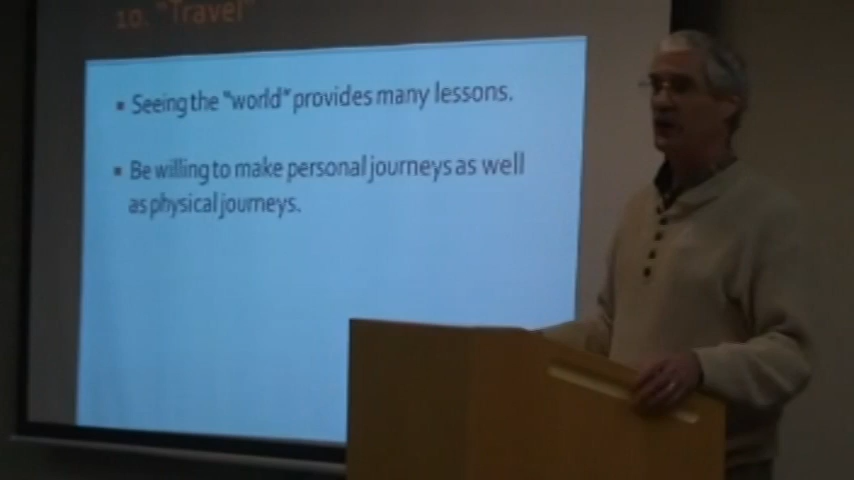 10. "Travel"
▪ Seeing the "world" provides many lessons.
▪ Be willing to make personal journeys as well
as physical journeys.